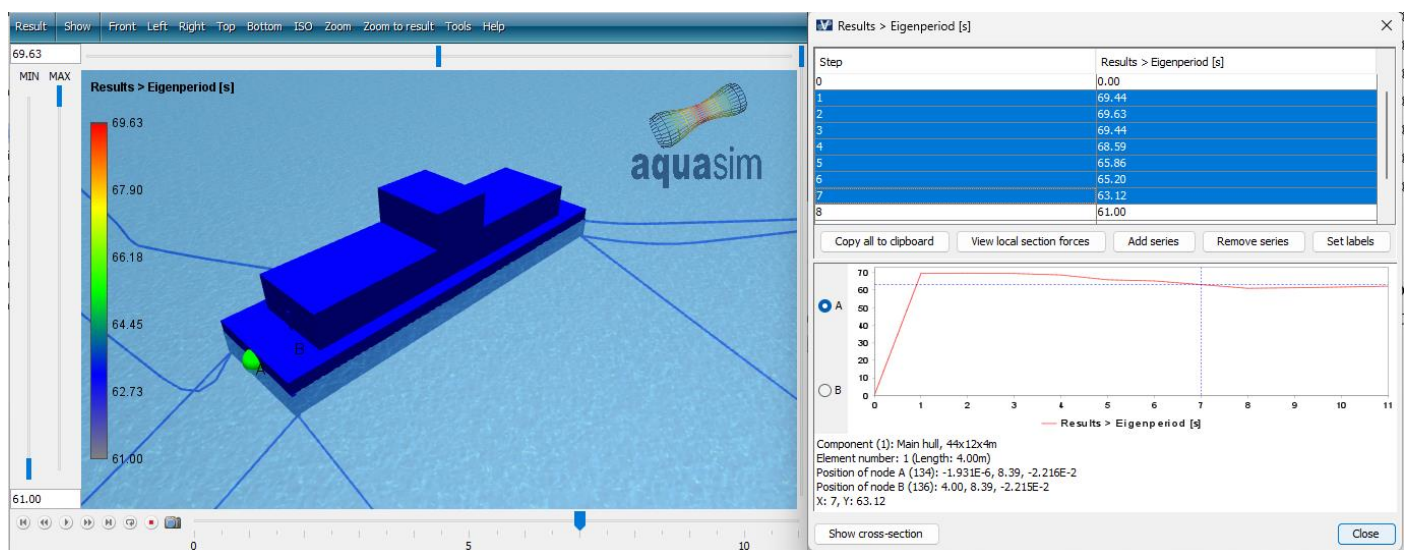 Result Show Front Left Right Top Bottom ISO Zoom Zoom to result Tools Help
69.63
MIN MAX
Results > Eigenperiod [s]
69.63
67.90
66.18
64.45
62.73
61.00
aquasim
B
A
61.00
0 5 10
Results > Eigenperiod [s]
Step Results > Eigenperiod [s]
0 0.00
1 69.44
2 69.63
3 69.44
4 68.59
5 65.86
6 65.20
7 63.12
8 61.00
Copy all to clipboard View local section forces Add series Remove series Set labels
A
B
70
60
50
40
30
20
10
0
0 1 2 3 4 5 6 7 8 9 10 11
Results > Eigenperiod [s]
Component (1): Main hull, 44x12x4m
Element number: 1 (Length: 4.00m)
Position of node A (134): -1.931E-6, 8.39, -2.216E-2
Position of node B (136): 4.00, 8.39, -2.215E-2
X: 7, Y: 63.12
Show cross-section Close